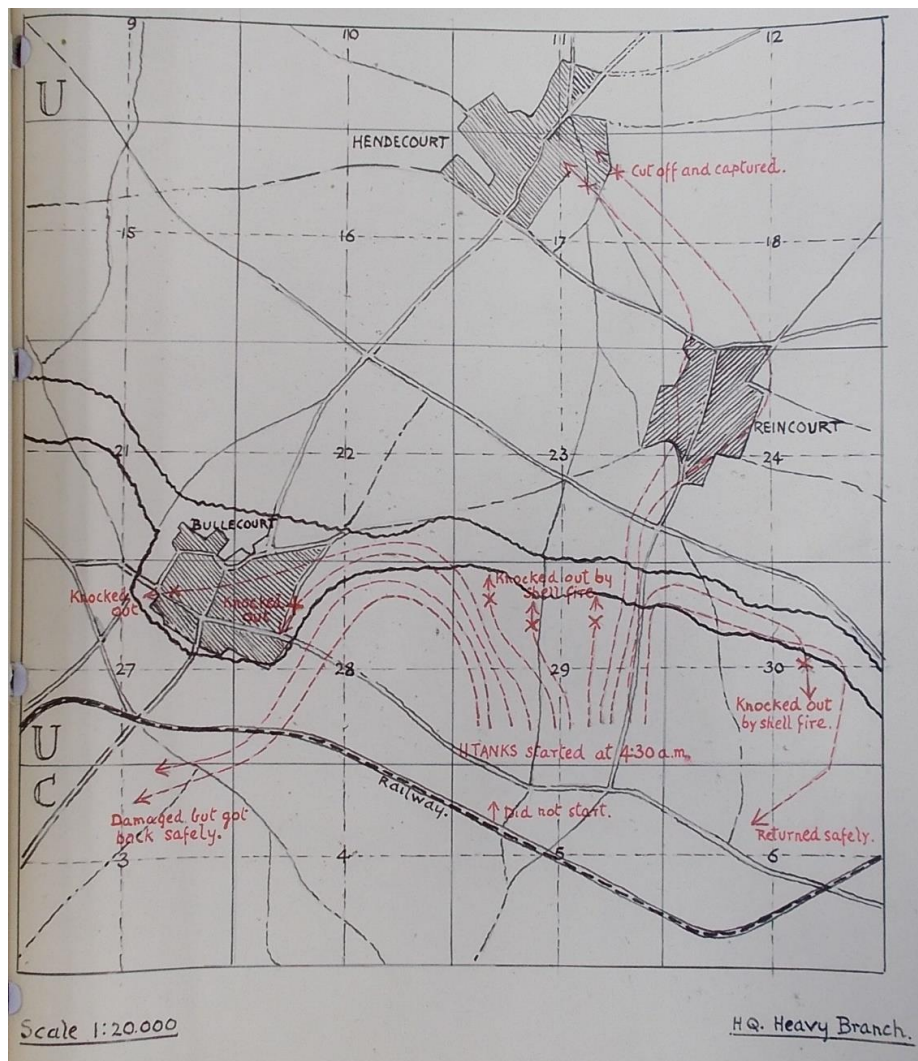 9 10 11 12
U
HENDECOURT
Cut off and captured.
15 16 17 18
REINCOURT
21 22 23 24
BULLECOURT
Knocked out by
shell fire
Knocked
out
Knocked
out
27 28 29 30
Knocked out
by shell fire.
U
11 TANKS started at 4:30 a.m.
C
Railway.
Did not start.
Damaged but got
back safely.
Returned safely.
3 4 5 6
Scale 1:20.000
HQ. Heavy Branch.